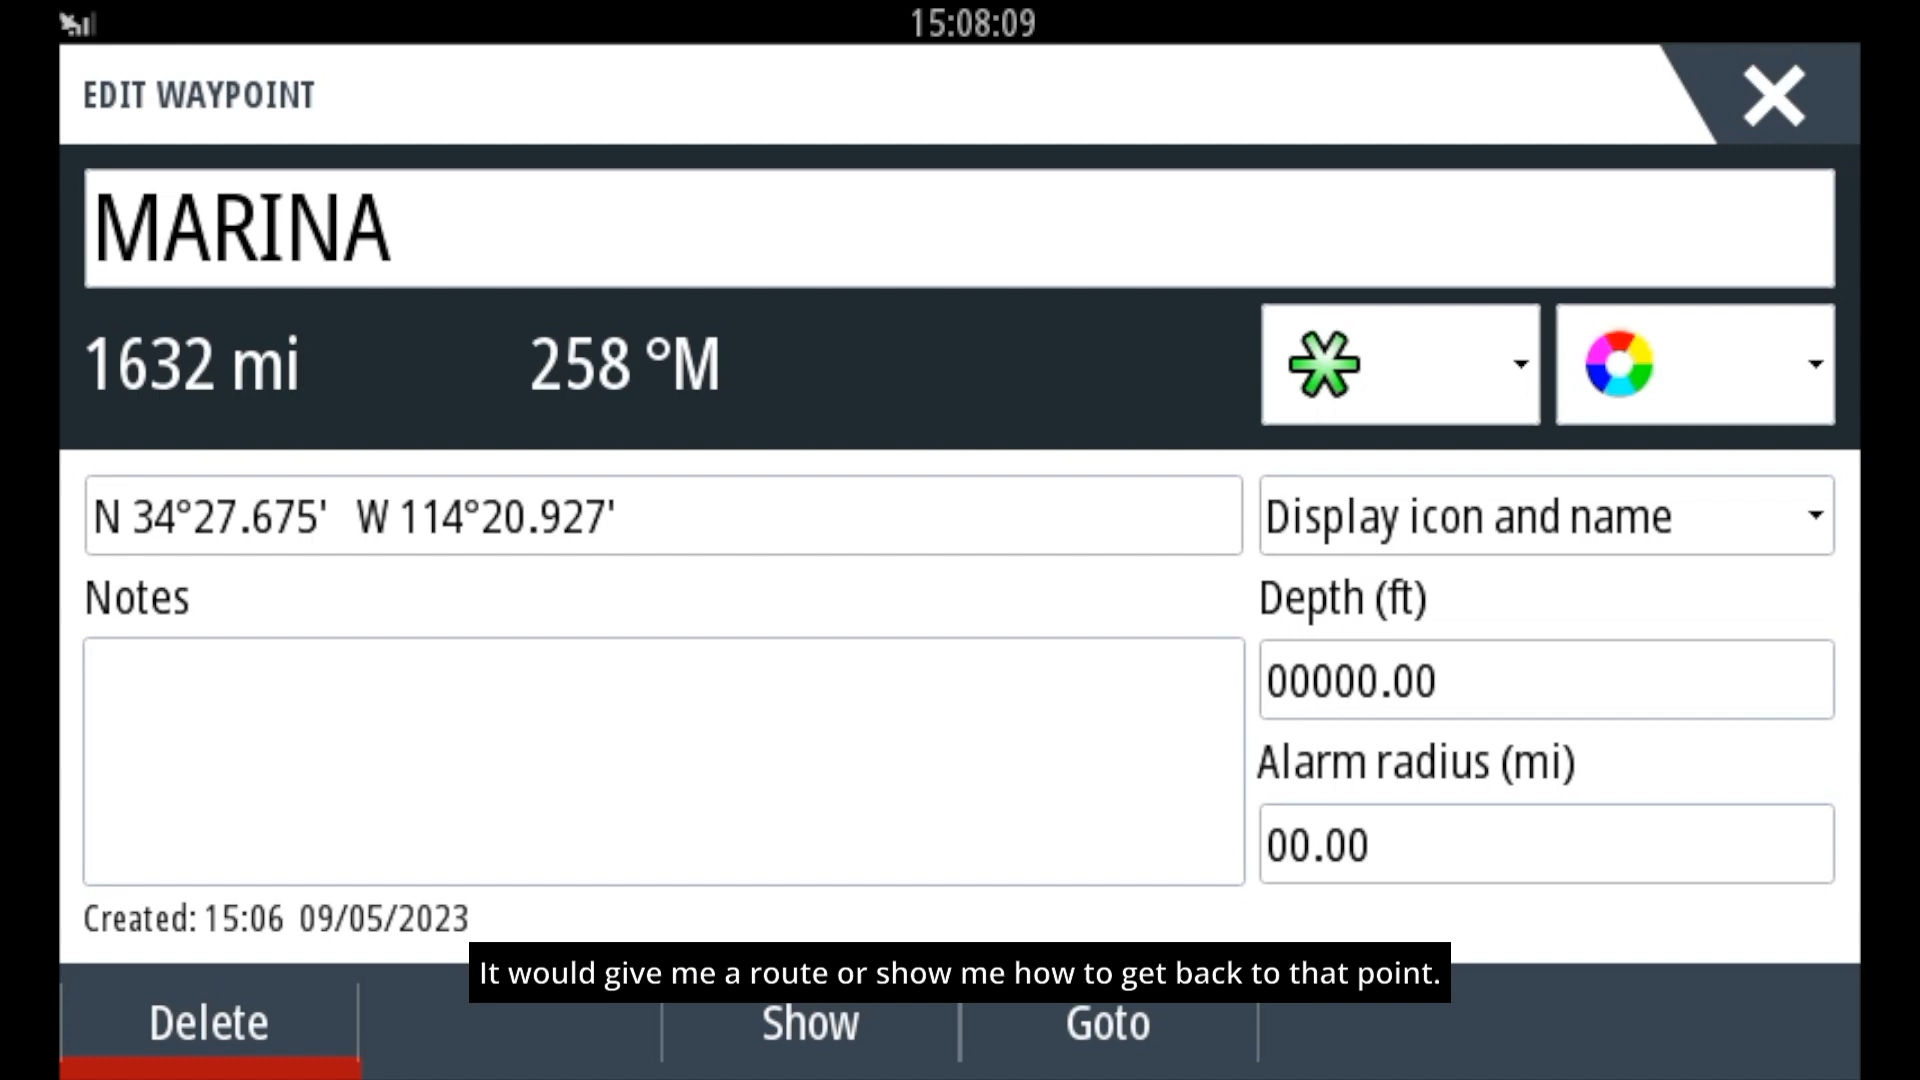 15:08:09
EDIT WAYPOINT
MARINA
1632 mi 258 °M
N 34°27.675' W 114°20.927' Display icon and name
Notes Depth (ft)
00000.00
Alarm radius (mi)
00.00
Created: 15:06 09/05/2023
It would give me a route or show me how to get back to that point.
Delete Show Goto